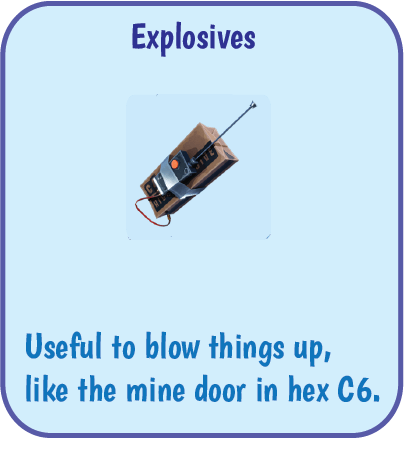 Explosives
Useful to blow things up,
like the mine door in hex C6.